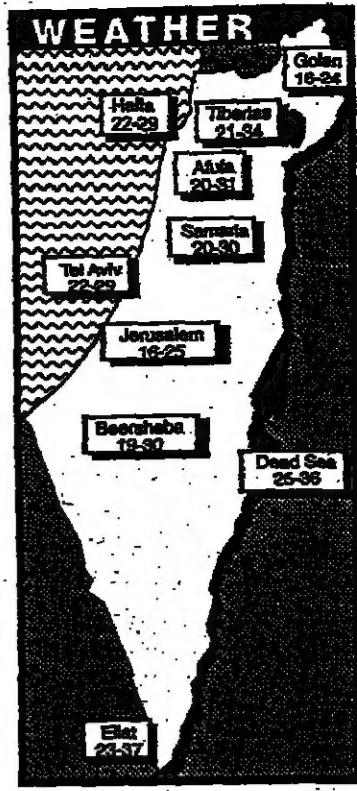 WEATHER
Golan
16-24
Haifa
22-29
Tiberias
21-34
Afula
20-31
Samaria
20-30
Tel Aviv
22-29
Jerusalem
16-25
Beersheba
19-30
Dead Sea
25-36
Eilat
23-37